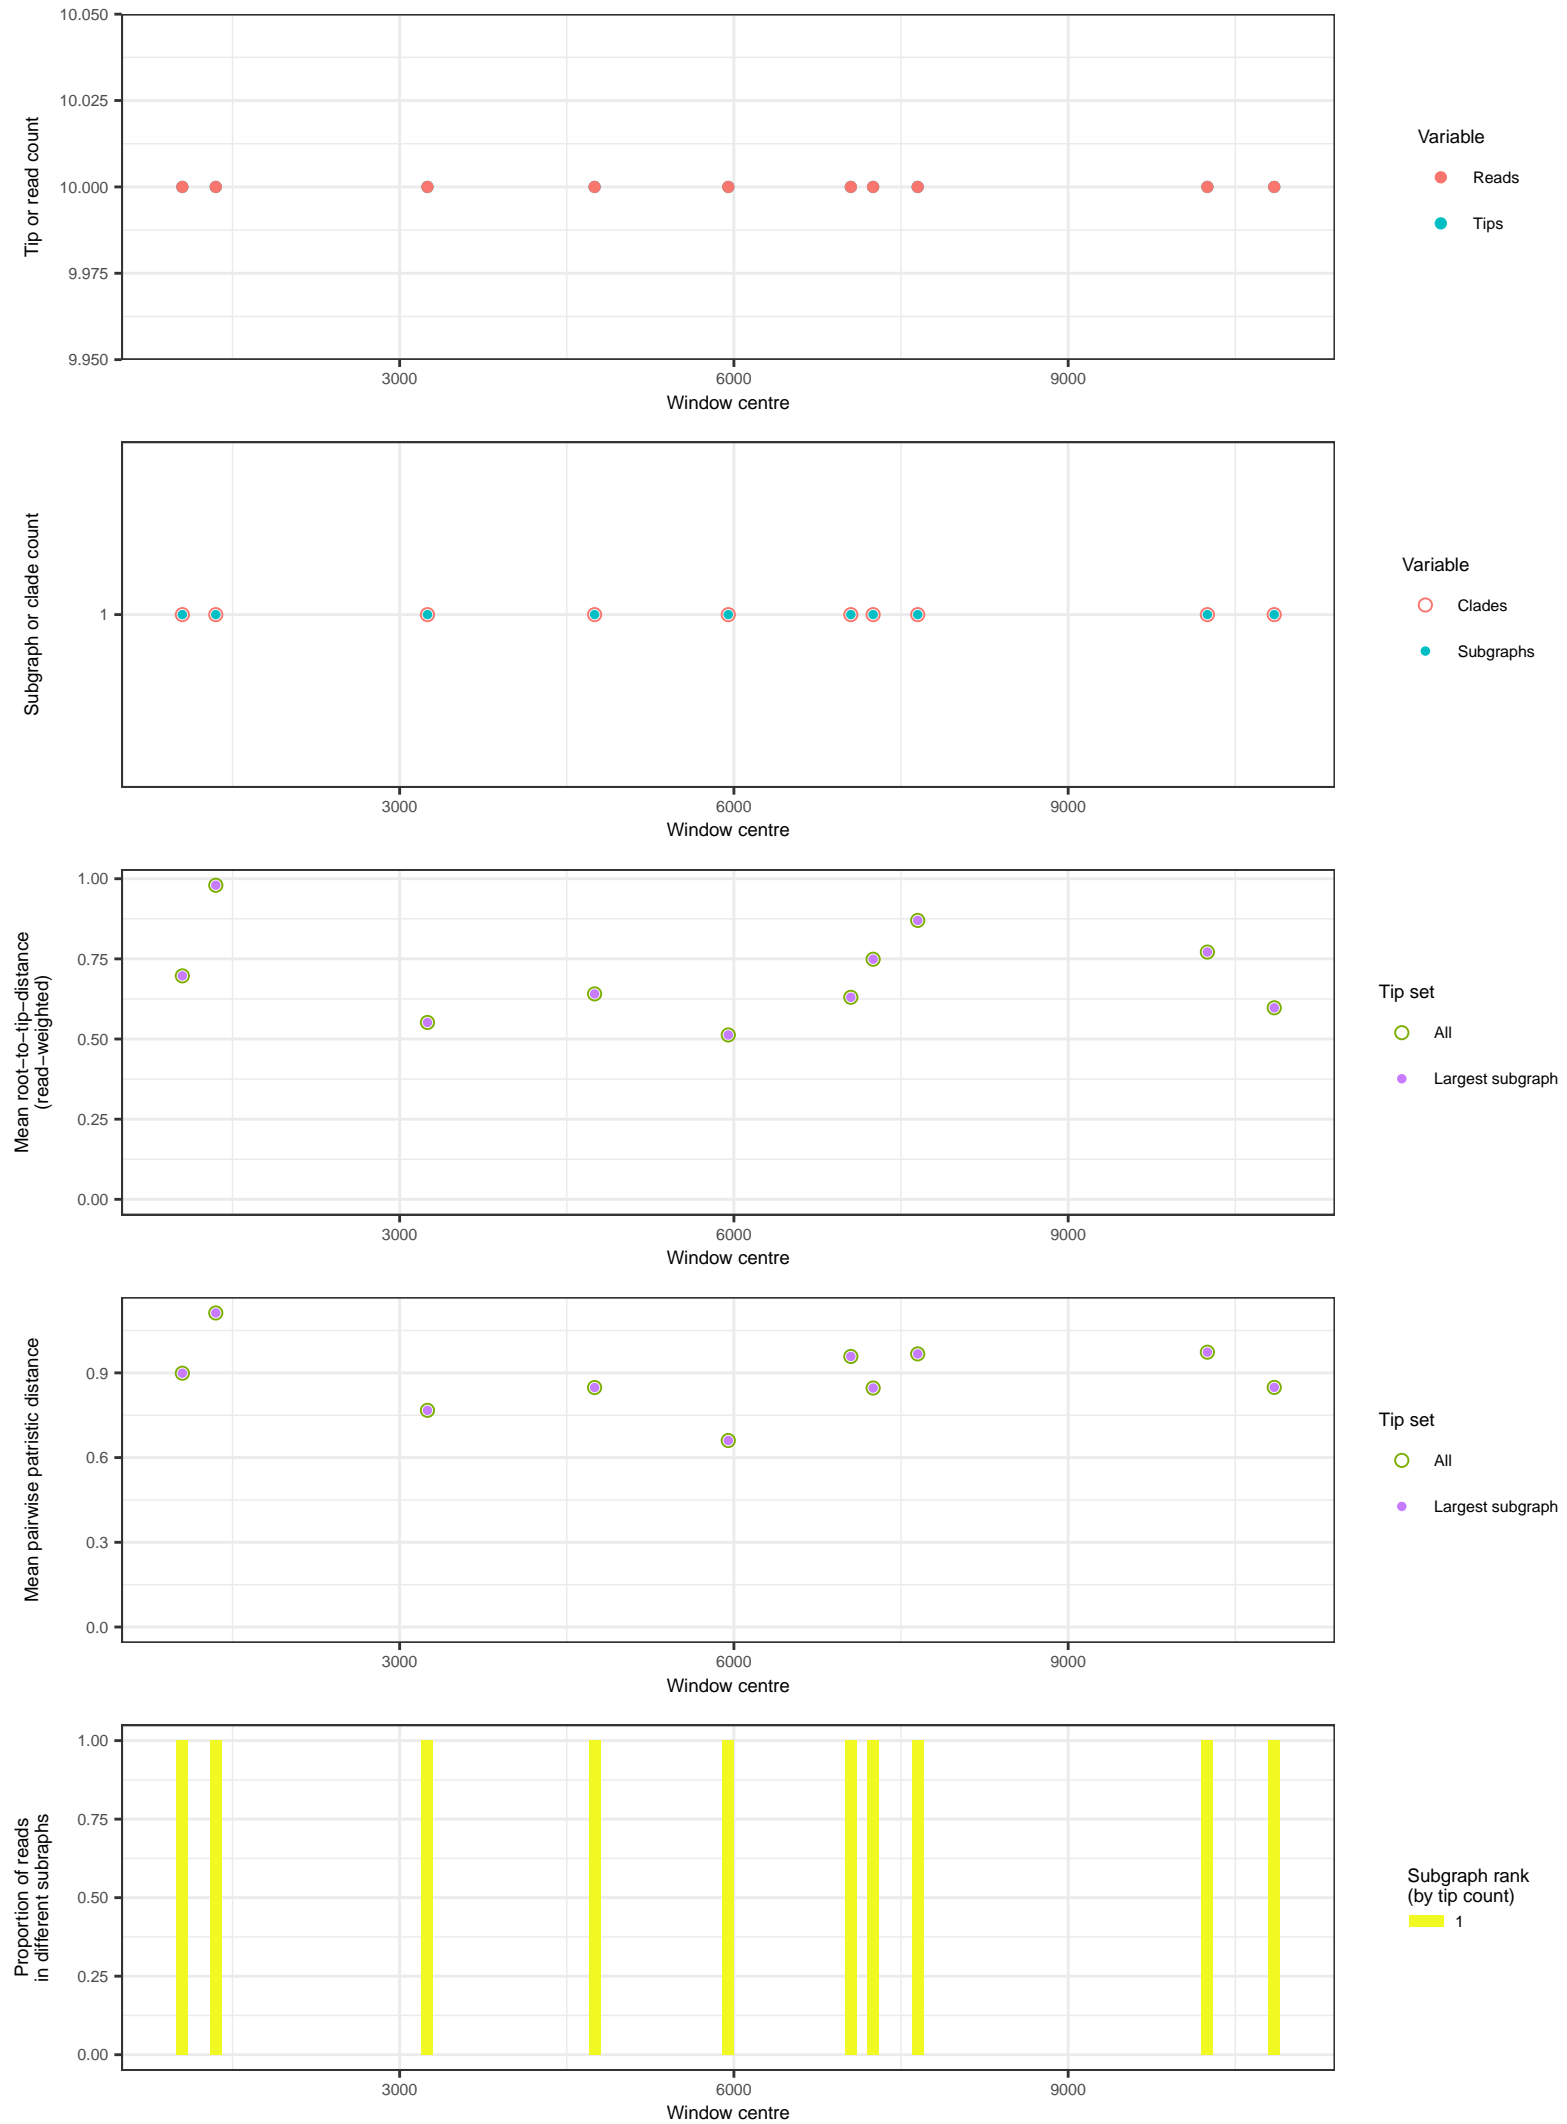 10.050
10.025
10.000
9.975
9.950
Tip or read count
3000 6000 9000
Window centre
Variable
Reads
Tips
1
Subgraph or clade count
3000 6000 9000
Window centre
Variable
Clades
Subgraphs
1.00
0.75
0.50
0.25
0.00
Mean root−to−tip−distance
(read−weighted)
3000 6000 9000
Window centre
Tip set
All
Largest subgraph
0.9
0.6
0.3
0.0
Mean pairwise patristic distance
3000 6000 9000
Window centre
Tip set
All
Largest subgraph
1.00
0.75
0.50
0.25
0.00
Proportion of reads
in different subraphs
3000 6000 9000
Window centre
Subgraph rank
(by tip count)
1